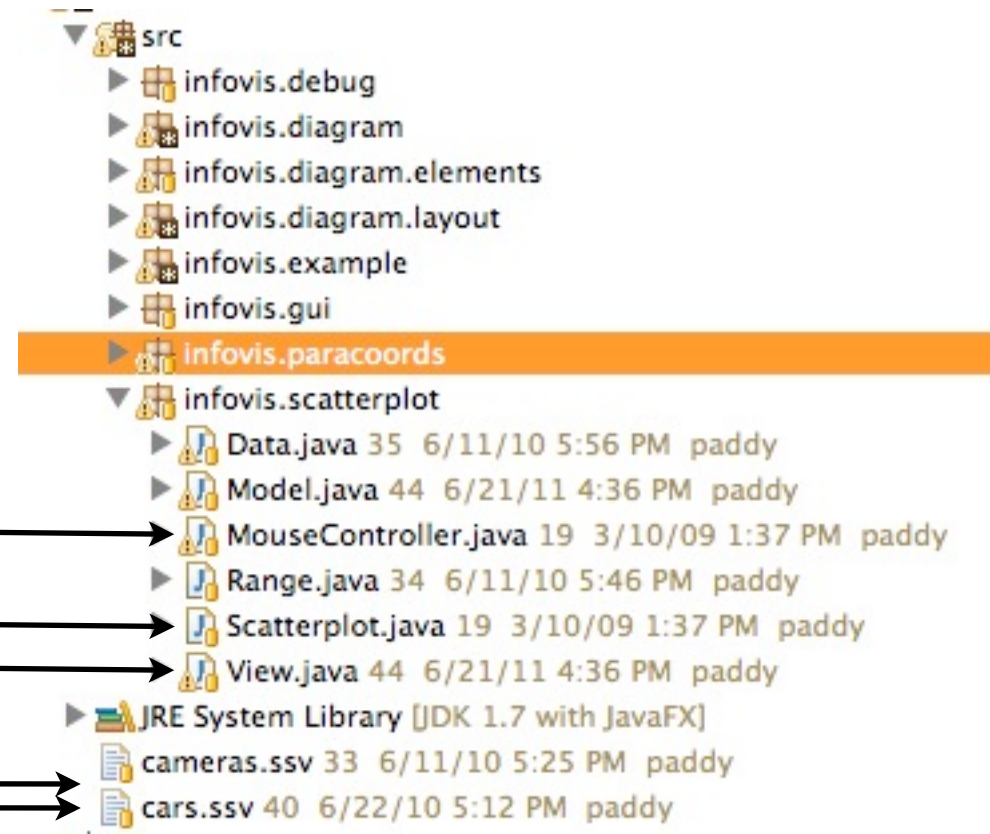 src
infovis.debug
infovis.diagram
infovis.diagram.elements
infovis.diagram.layout
infovis.example
infovis.gui
infovis.paracoords
infovis.scatterplot
Data.java 35 6/11/10 5:56 PM paddy
Model.java 44 6/21/11 4:36 PM paddy
MouseController.java 19 3/10/09 1:37 PM paddy
Range.java 34 6/11/10 5:46 PM paddy
Scatterplot.java 19 3/10/09 1:37 PM paddy
View.java 44 6/21/11 4:36 PM paddy
JRE System Library [JDK 1.7 with JavaFX]
cameras.ssv 33 6/11/10 5:25 PM paddy
cars.ssv 40 6/22/10 5:12 PM paddy